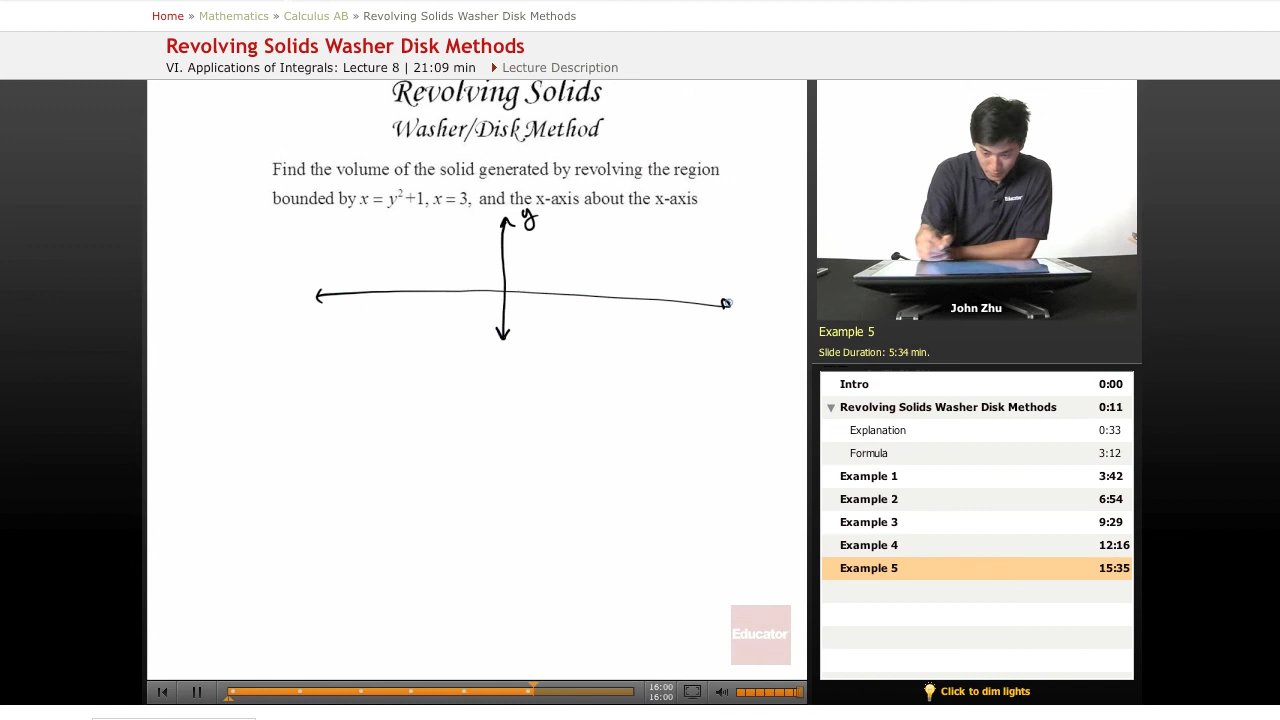 Home » Mathematics » Calculus AB » Revolving Solids Washer Disk Methods
Revolving Solids Washer Disk Methods
VI. Applications of Integrals: Lecture 8 | 21:09 min
Lecture Description
Revolving Solids
Washer/Disk Method
Find the volume of the solid generated by revolving the region
bounded by x = y²+1, x = 3, and the x-axis about the x-axis
y
Educator
John Zhu
Example 5
Slide Duration: 5:34 min.
Intro 0:00
Revolving Solids Washer Disk Methods 0:11
Explanation 0:33
Formula 3:12
Example 1 3:42
Example 2 6:54
Example 3 9:29
Example 4 12:16
Example 5 15:35
Educator
16:00
16:00
Click to dim lights